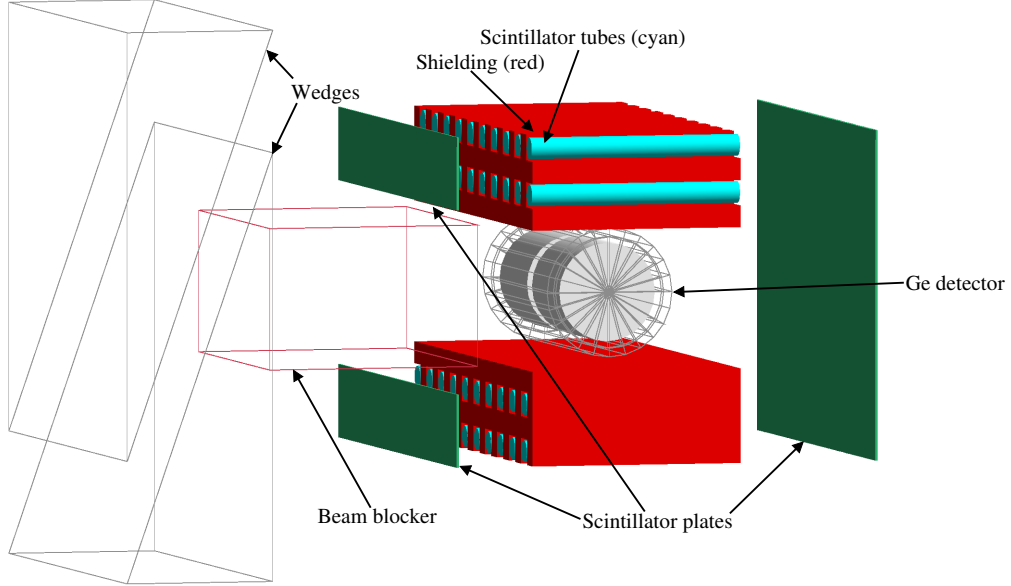 Scintillator tubes (cyan)
Shielding (red)
Wedges
Ge detector
Beam blocker
Scintillator plates